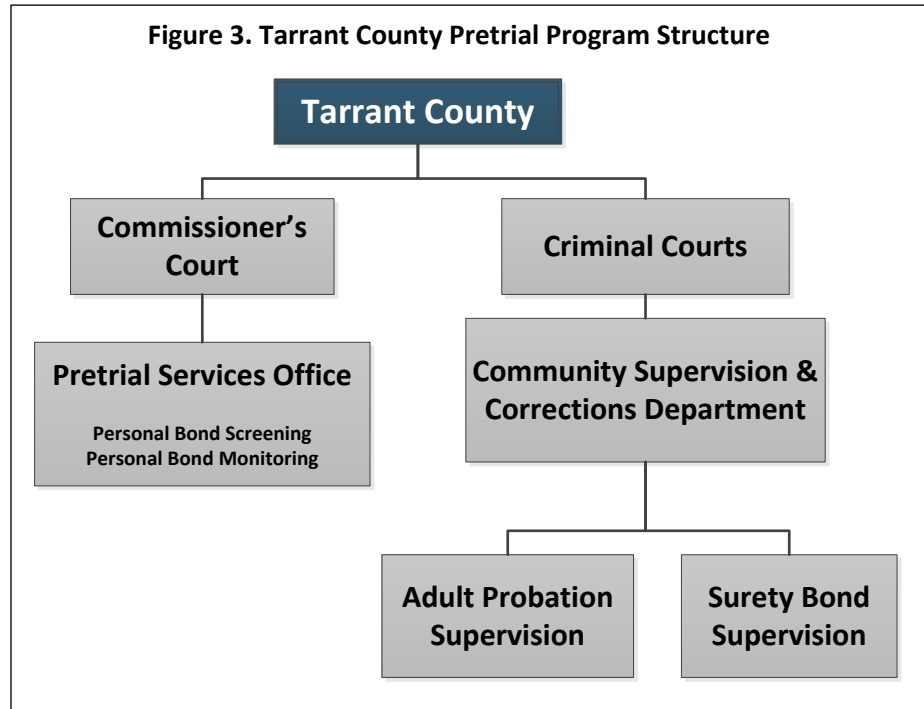 Figure 3. Tarrant County Pretrial Program Structure
Tarrant County
Commissioner’s
Court
Criminal Courts
Pretrial Services Office
Personal Bond Screening
Personal Bond Monitoring
Community Supervision &
Corrections Department
Adult Probation
Supervision
Surety Bond
Supervision